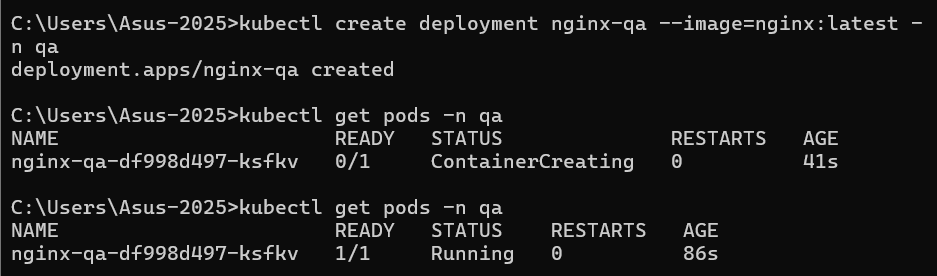 C:\Users\Asus-2025>kubectl create deployment nginx-qa --image=nginx:latest -
n qa
deployment.apps/nginx-qa created
C:\Users\Asus-2025>kubectl get pods -n qa
NAME                       READY   STATUS              RESTARTS   AGE
nginx-qa-df998d497-ksfkv   0/1     ContainerCreating   0          41s
C:\Users\Asus-2025>kubectl get pods -n qa
NAME                       READY   STATUS    RESTARTS   AGE
nginx-qa-df998d497-ksfkv   1/1     Running   0          86s